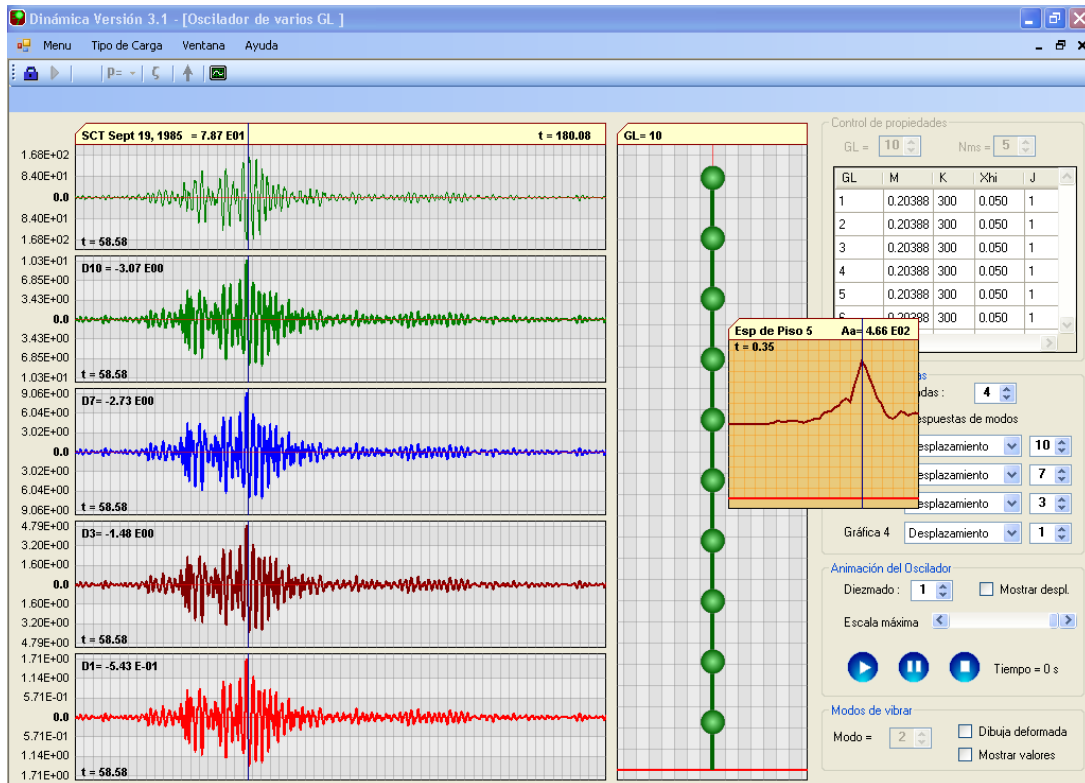 Dinámica Versión 3.1 - [Oscilador de varios GL ]
Menu Tipo de Carga Ventana Ayuda
p= ζ
SCT Sept 19, 1985 = 7.87 E01 t = 180.08
1.68E+02
8.40E+01
0.0
8.40E+01
1.68E+02
t = 58.58
1.03E+01
6.85E+00
3.43E+00
0.0
3.43E+00
6.85E+00
1.03E+01
D10 = -3.07 E00
t = 58.58
9.06E+00
6.04E+00
3.02E+00
0.0
3.02E+00
6.04E+00
9.06E+00
D7= -2.73 E00
t = 58.58
4.79E+00
3.20E+00
1.60E+00
0.0
1.60E+00
3.20E+00
4.79E+00
D3= -1.48 E00
t = 58.58
1.71E+00
1.14E+00
5.71E-01
0.0
5.71E-01
1.14E+00
1.71E+00
D1= -5.43 E-01
t = 58.58
GL= 10
Esp de Piso 5 Aa= 4.66 E02
t = 0.35
Control de propiedades
GL = 10 Nms = 5
GL M K Xhi J
1 0.20388 300 0.050 1
2 0.20388 300 0.050 1
3 0.20388 300 0.050 1
4 0.20388 300 0.050 1
5 0.20388 300 0.050 1
6 0.20388 300 0.050 1
4
espuestas de modos
esplazamiento 10
esplazamiento 7
esplazamiento 3
Gráfica 4 Desplazamiento 1
Animación del Oscilador
Diezmado : 1 Mostrar despl.
Escala máxima
Tiempo = 0 s
Modos de vibrar
Modo = 2 Dibuja deformada
Mostrar valores